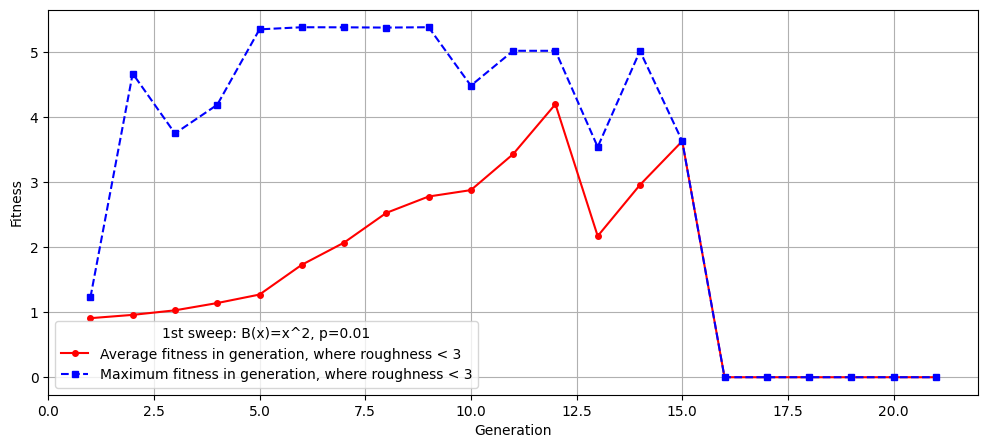 Fitness
5
4
3
2
1
0
1st sweep: B(x)=x^2, p=0.01
Average fitness in generation, where roughness < 3
Maximum fitness in generation, where roughness < 3
0.0 2.5 5.0 7.5 10.0 12.5 15.0 17.5 20.0
Generation